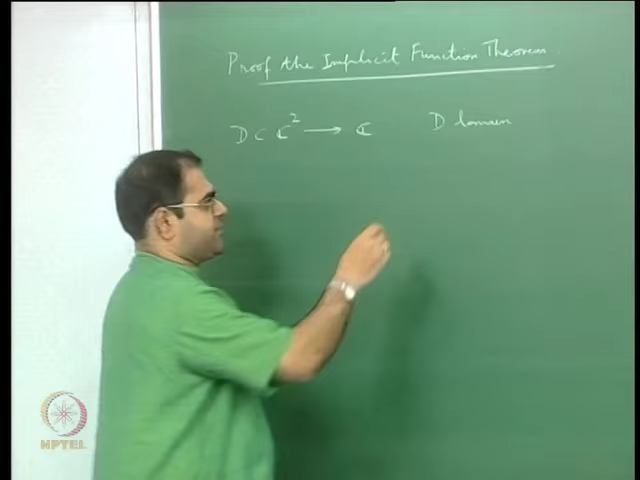 Proof the Implicit Function Theorem
D ⊂ ℂ² ⟶ ℂ D domain
NPTEL